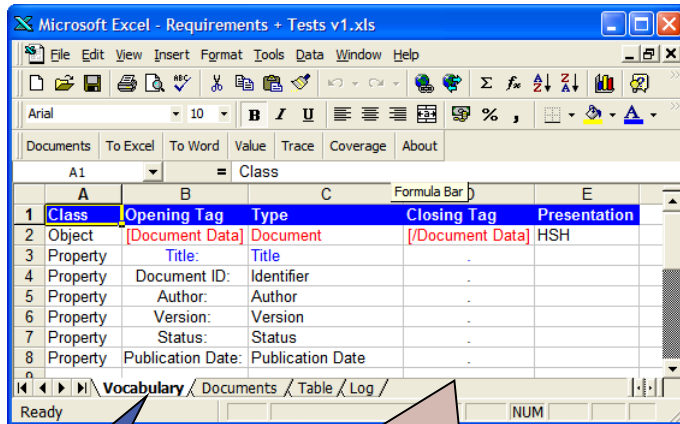 Microsoft Excel - Requirements + Tests v1.xls
File Edit View Insert Format Tools Data Window Help
Arial 10 B I U % ,
Documents To Excel To Word Value Trace Coverage About
A1 = Class
Formula Bar
A B C D E
1 Class Opening Tag Type Closing Tag Presentation
2 Object [Document Data] Document [/Document Data] HSH
3 Property Title: Title .
4 Property Document ID: Identifier .
5 Property Author: Author .
6 Property Version: Version .
7 Property Status: Status .
8 Property Publication Date: Publication Date .
9
Vocabulary / Documents / Table / Log /
Ready NUM